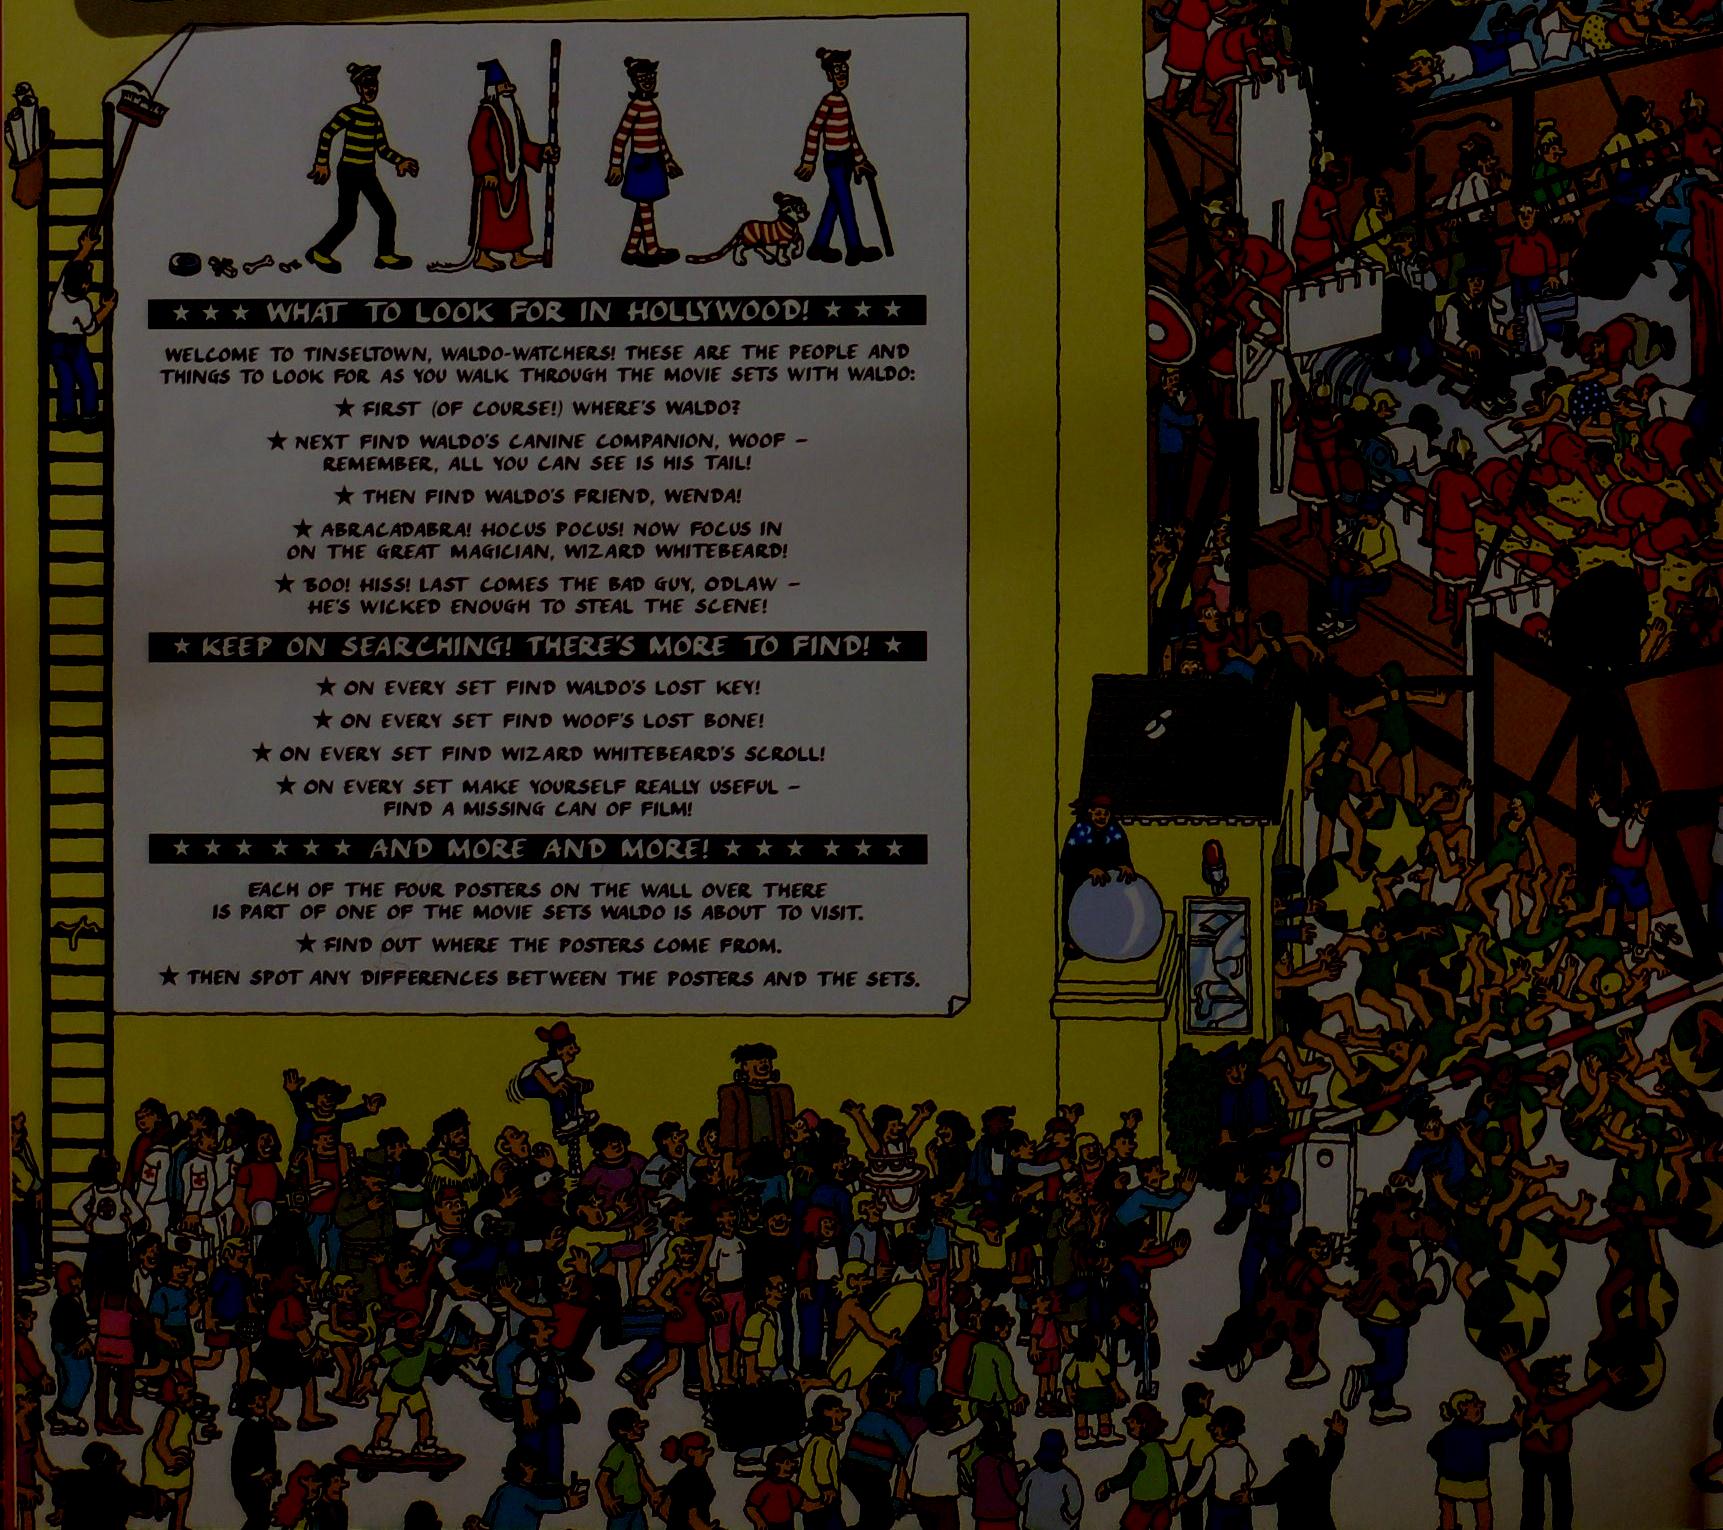 ★ ★ ★ WHAT TO LOOK FOR IN HOLLYWOOD! ★ ★ ★
WELCOME TO TINSELTOWN, WALDO-WATCHERS! THESE ARE THE PEOPLE AND
THINGS TO LOOK FOR AS YOU WALK THROUGH THE MOVIE SETS WITH WALDO:
★ FIRST (OF COURSE!) WHERE'S WALDO?
★ NEXT FIND WALDO'S CANINE COMPANION, WOOF –
REMEMBER, ALL YOU CAN SEE IS HIS TAIL!
★ THEN FIND WALDO'S FRIEND, WENDA!
★ ABRACADABRA! HOCUS POCUS! NOW FOCUS IN
ON THE GREAT MAGICIAN, WIZARD WHITEBEARD!
★ BOO! HISS! LAST COMES THE BAD GUY, ODLAW –
HE'S WICKED ENOUGH TO STEAL THE SCENE!
★ KEEP ON SEARCHING! THERE'S MORE TO FIND! ★
★ ON EVERY SET FIND WALDO'S LOST KEY!
★ ON EVERY SET FIND WOOF'S LOST BONE!
★ ON EVERY SET FIND WIZARD WHITEBEARD'S SCROLL!
★ ON EVERY SET MAKE YOURSELF REALLY USEFUL –
FIND A MISSING CAN OF FILM!
★ ★ ★ ★ ★ ★ AND MORE AND MORE! ★ ★ ★ ★ ★ ★
EACH OF THE FOUR POSTERS ON THE WALL OVER THERE
IS PART OF ONE OF THE MOVIE SETS WALDO IS ABOUT TO VISIT.
★ FIND OUT WHERE THE POSTERS COME FROM.
★ THEN SPOT ANY DIFFERENCES BETWEEN THE POSTERS AND THE SETS.